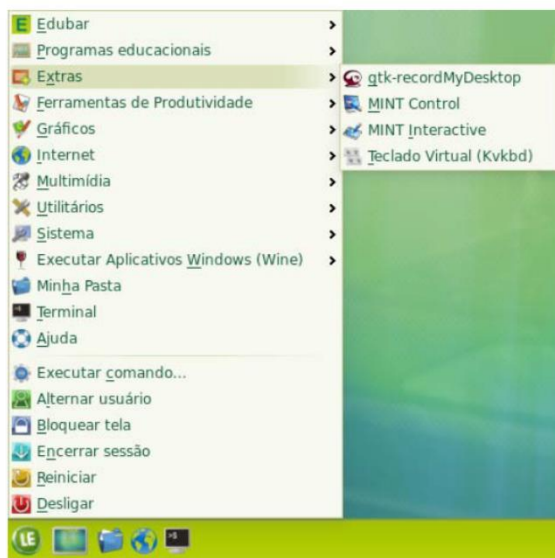 Edubar
Programas educacionais
Extras
gtk-recordMyDesktop
Ferramentas de Produtividade
MINT Control
Gráficos
MINT Interactive
Internet
Teclado Virtual (Kvkbd)
Multimídia
Utilitários
Sistema
Executar Aplicativos Windows (Wine)
Minha Pasta
Terminal
Ajuda
Executar comando...
Alternar usuário
Bloquear tela
Encerrar sessão
Reiniciar
Desligar
LE